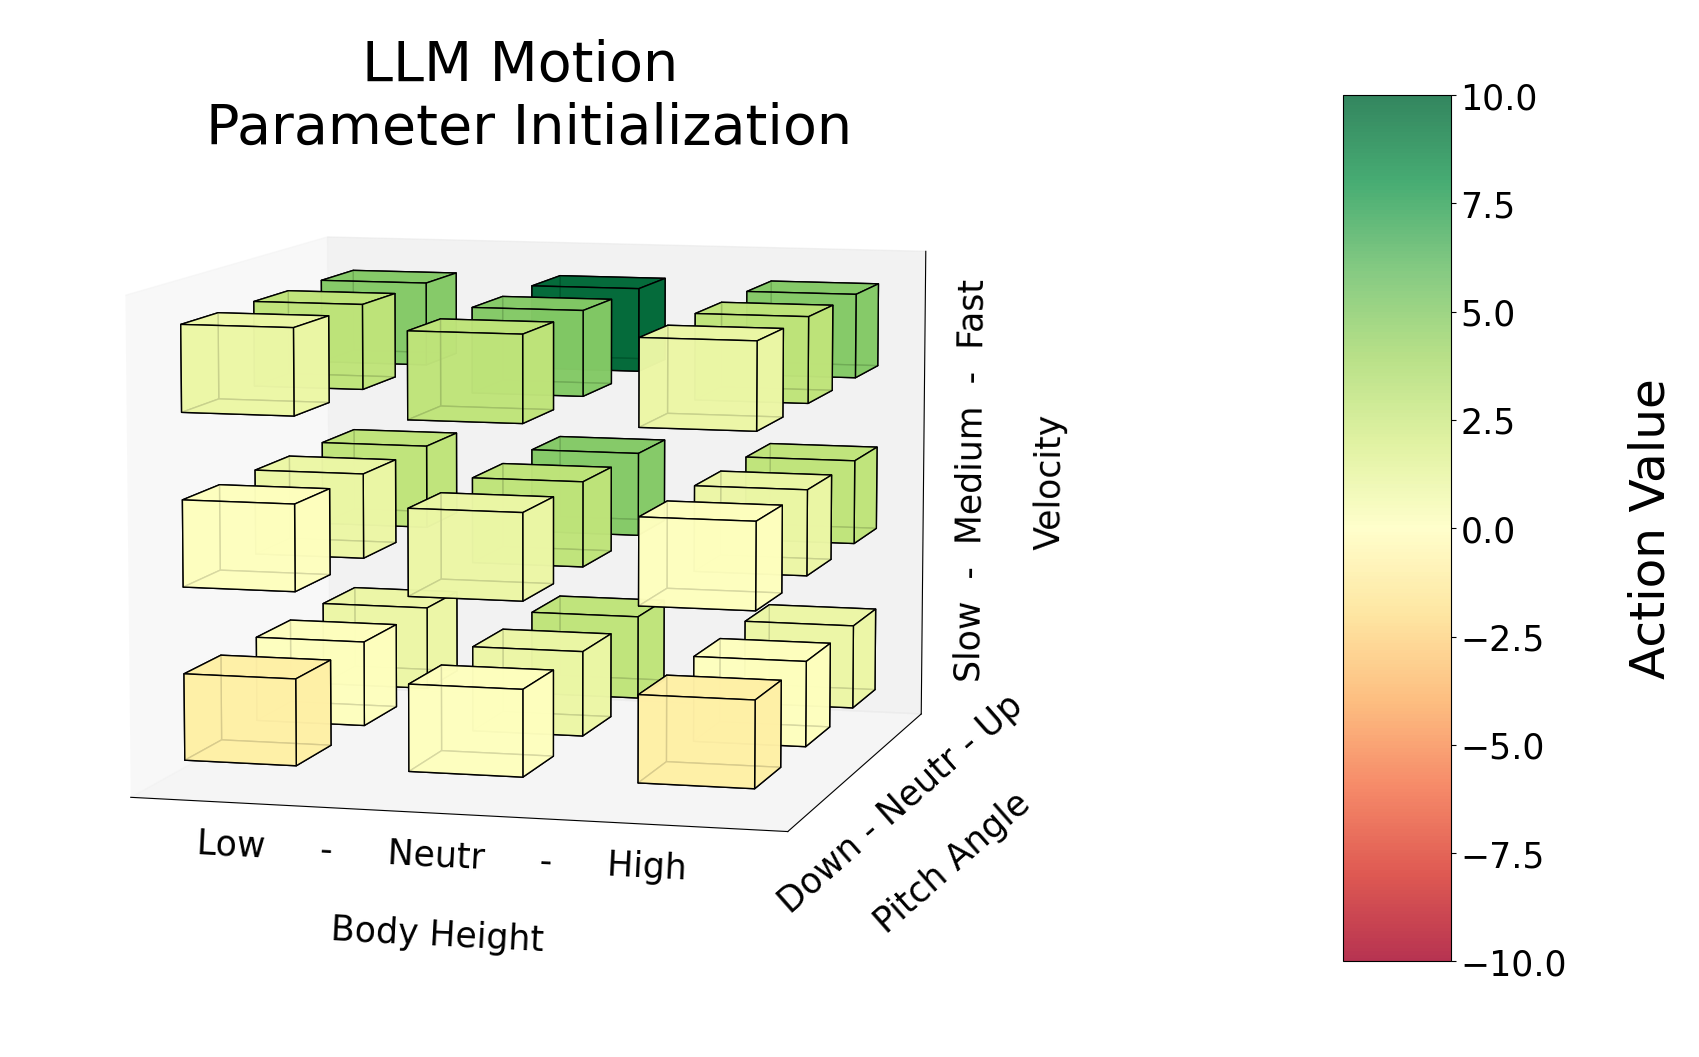 LLM Motion
Parameter Initialization
Slow - Medium - Fast
Velocity
Down - Neutr - Up
Pitch Angle
Low - Neutr - High
Body Height
10.0
7.5
5.0
2.5
0.0
−2.5
−5.0
−7.5
−10.0
Action Value